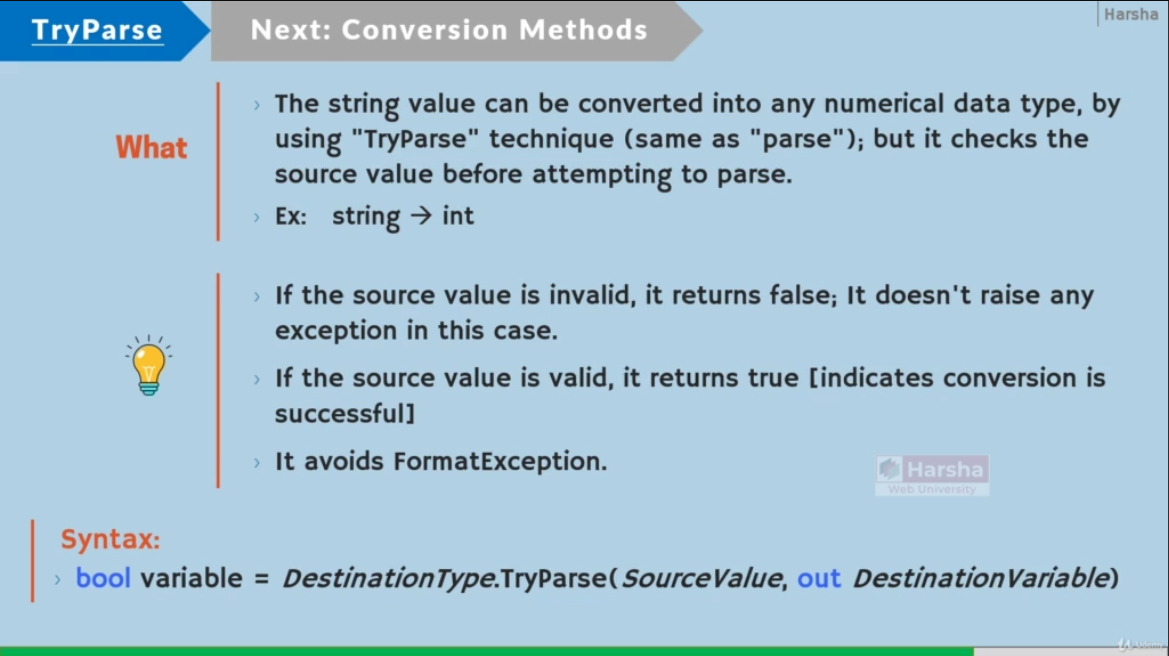 TryParse
Next: Conversion Methods
Harsha
What
› The string value can be converted into any numerical data type, by
using "TryParse" technique (same as "parse"); but it checks the
source value before attempting to parse.
› Ex: string → int
› If the source value is invalid, it returns false; It doesn't raise any
exception in this case.
› If the source value is valid, it returns true [indicates conversion is
successful]
› It avoids FormatException.
Harsha
Web University
Syntax:
› bool variable = DestinationType.TryParse(SourceValue, out DestinationVariable)
Udemy